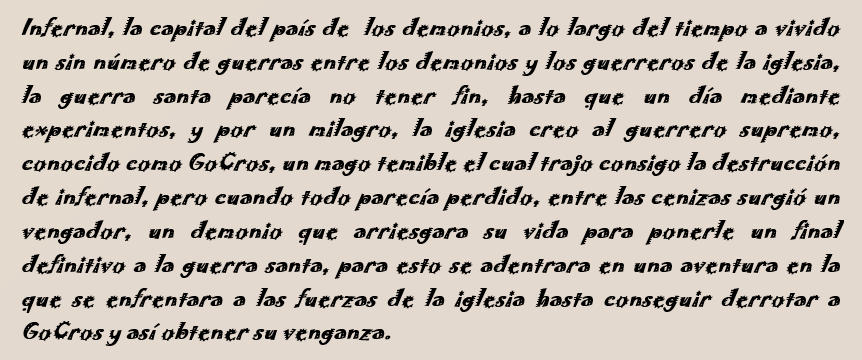 Infernal, la capital del país de los demonios, a lo largo del tiempo a vivido
un sin número de guerras entre los demonios y los guerreros de la iglesia,
la guerra santa parecía no tener fin, hasta que un día mediante
experimentos, y por un milagro, la iglesia creo al guerrero supremo,
conocido como GoCros, un mago temible el cual trajo consigo la destrucción
de infernal, pero cuando todo parecía perdido, entre las cenizas surgió un
vengador, un demonio que arriesgara su vida para ponerle un final
definitivo a la guerra santa, para esto se adentrara en una aventura en la
que se enfrentara a las fuerzas de la iglesia hasta conseguir derrotar a
GoCros y así obtener su venganza.